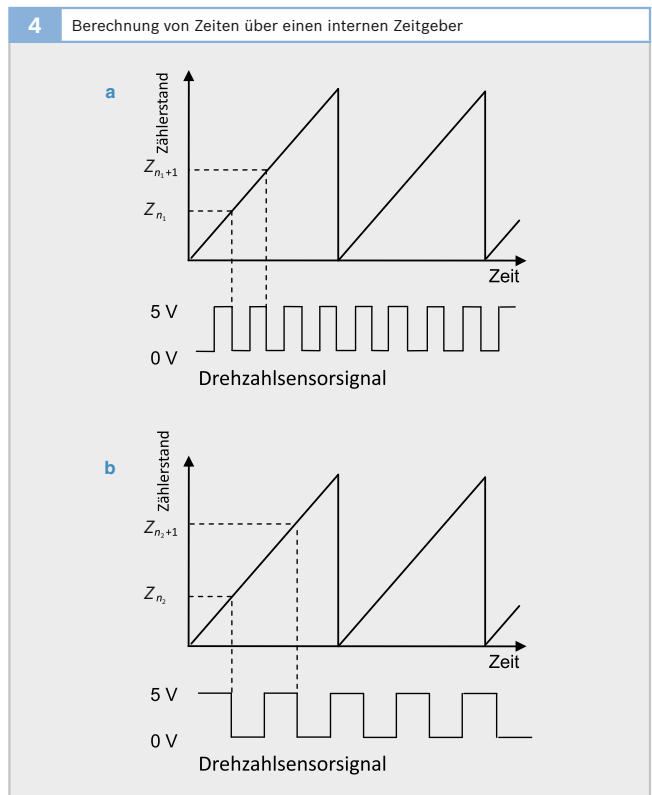 4 Berechnung von Zeiten über einen internen Zeitgeber
a
Zählerstand
Zn₁+1
Zn₁
Zeit
5 V
0 V
Drehzahlsensorsignal
b
Zählerstand
Zn₂+1
Zn₂
Zeit
5 V
0 V
Drehzahlsensorsignal